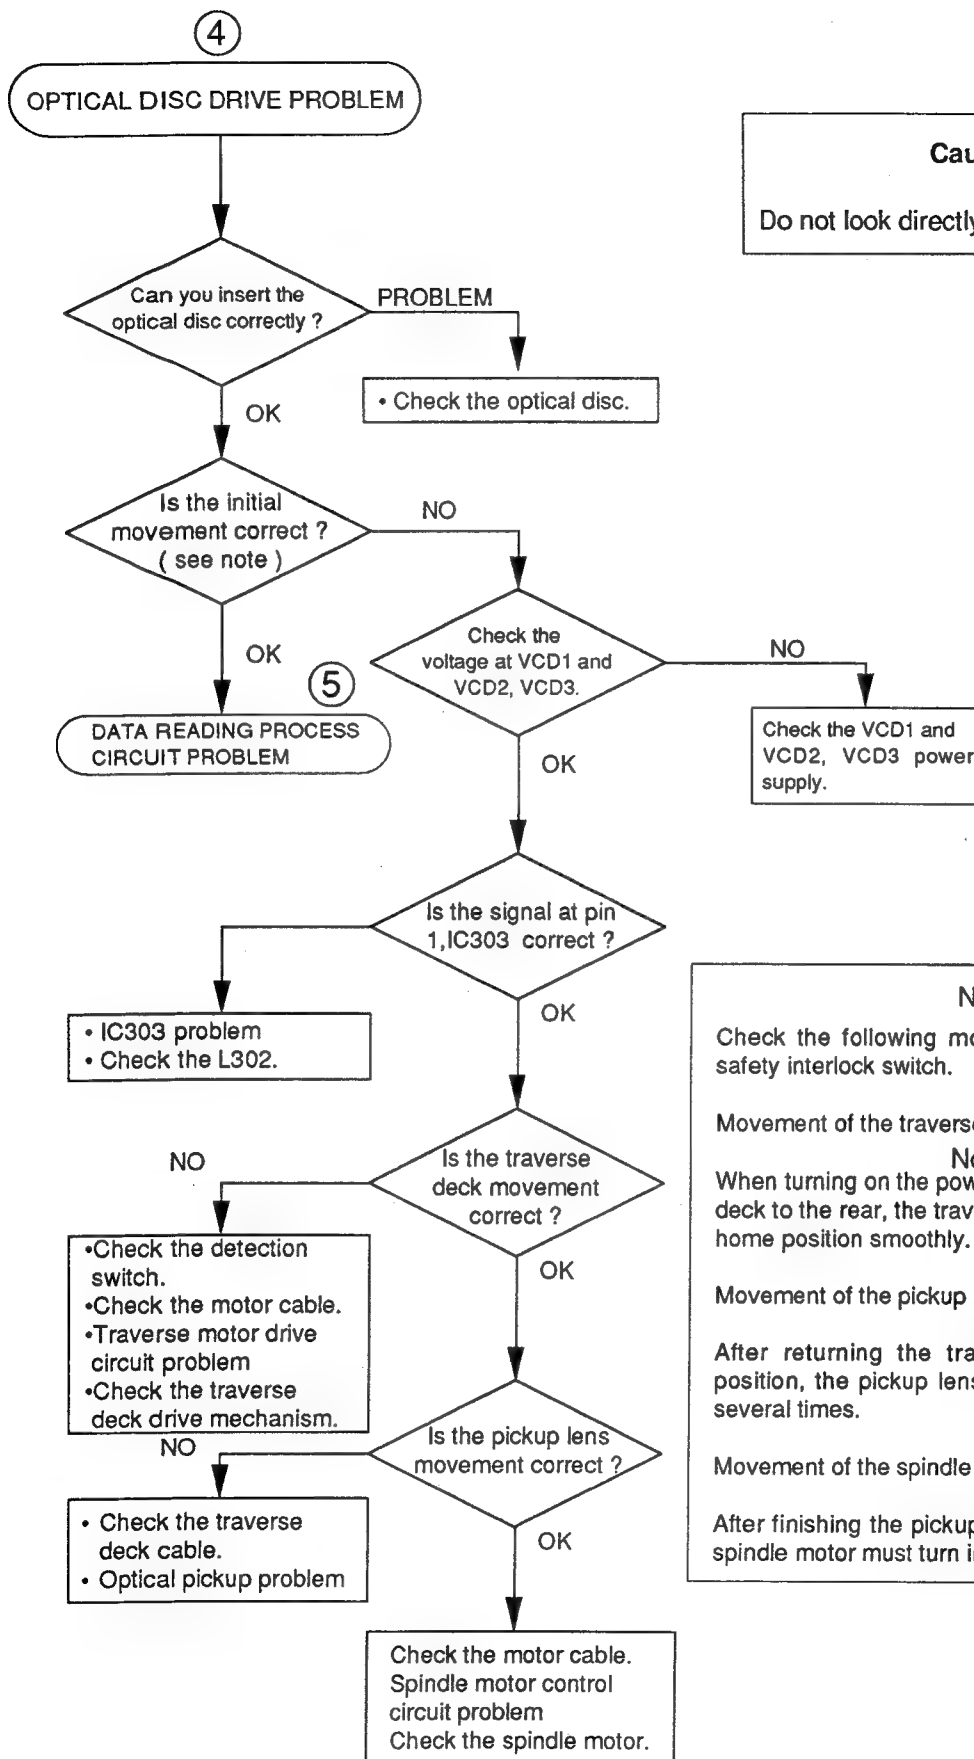 4
OPTICAL DISC DRIVE PROBLEM
Cau
Do not look directly
Can you insert the
optical disc correctly ?
PROBLEM
• Check the optical disc.
OK
Is the initial
movement correct ?
( see note )
NO
OK
5
DATA READING PROCESS
CIRCUIT PROBLEM
Check the
voltage at VCD1 and
VCD2, VCD3.
NO
Check the VCD1 and
VCD2, VCD3 power
supply.
OK
Is the signal at pin
1,IC303 correct ?
• IC303 problem
• Check the L302.
OK
Is the traverse
deck movement
correct ?
NO
•Check the detection
switch.
•Check the motor cable.
•Traverse motor drive
circuit problem
•Check the traverse
deck drive mechanism.
OK
Is the pickup lens
movement correct ?
NO
• Check the traverse
deck cable.
• Optical pickup problem
OK
Check the motor cable.
Spindle motor control
circuit problem
Check the spindle motor.
N
Check the following mo
safety interlock switch.
Movement of the traverse
No
When turning on the pow
deck to the rear, the trav
home position smoothly.
Movement of the pickup
After returning the tra
position, the pickup lens
several times.
Movement of the spindle
After finishing the pickup
spindle motor must turn i